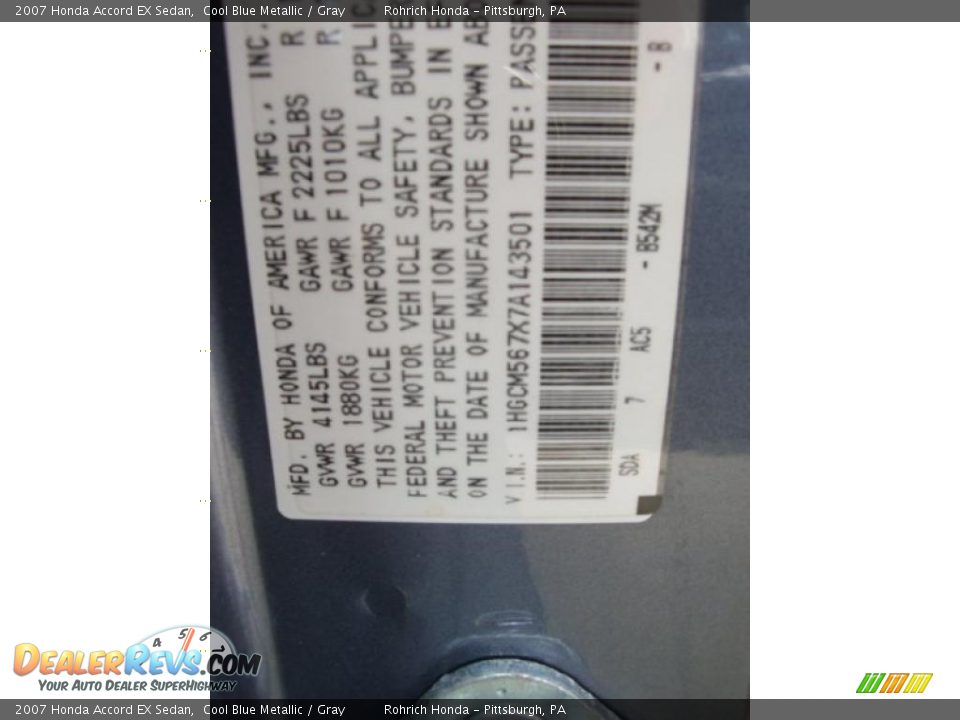 2007 Honda Accord EX Sedan,  Cool Blue Metallic / Gray        Rohrich Honda - Pittsburgh, PA
MFD. BY HONDA OF AMERICA MFG., INC.
GVWR 4145LBS GAWR F 2225LBS R
GVWR 1880KG GAWR F 1010KG R
THIS VEHICLE CONFORMS TO ALL APPLIC
FEDERAL MOTOR VEHICLE SAFETY, BUMPE
AND THEFT PREVENTION STANDARDS IN E
ON THE DATE OF MANUFACTURE SHOWN AB
V.I.N.: 1HGCM567X7A143501 TYPE: PASSE
SDA 7 AC5 - B542M - B
4 5 6
DEALERREVS.COM
YOUR AUTO DEALER SUPERHIGHWAY
2007 Honda Accord EX Sedan,  Cool Blue Metallic / Gray        Rohrich Honda - Pittsburgh, PA